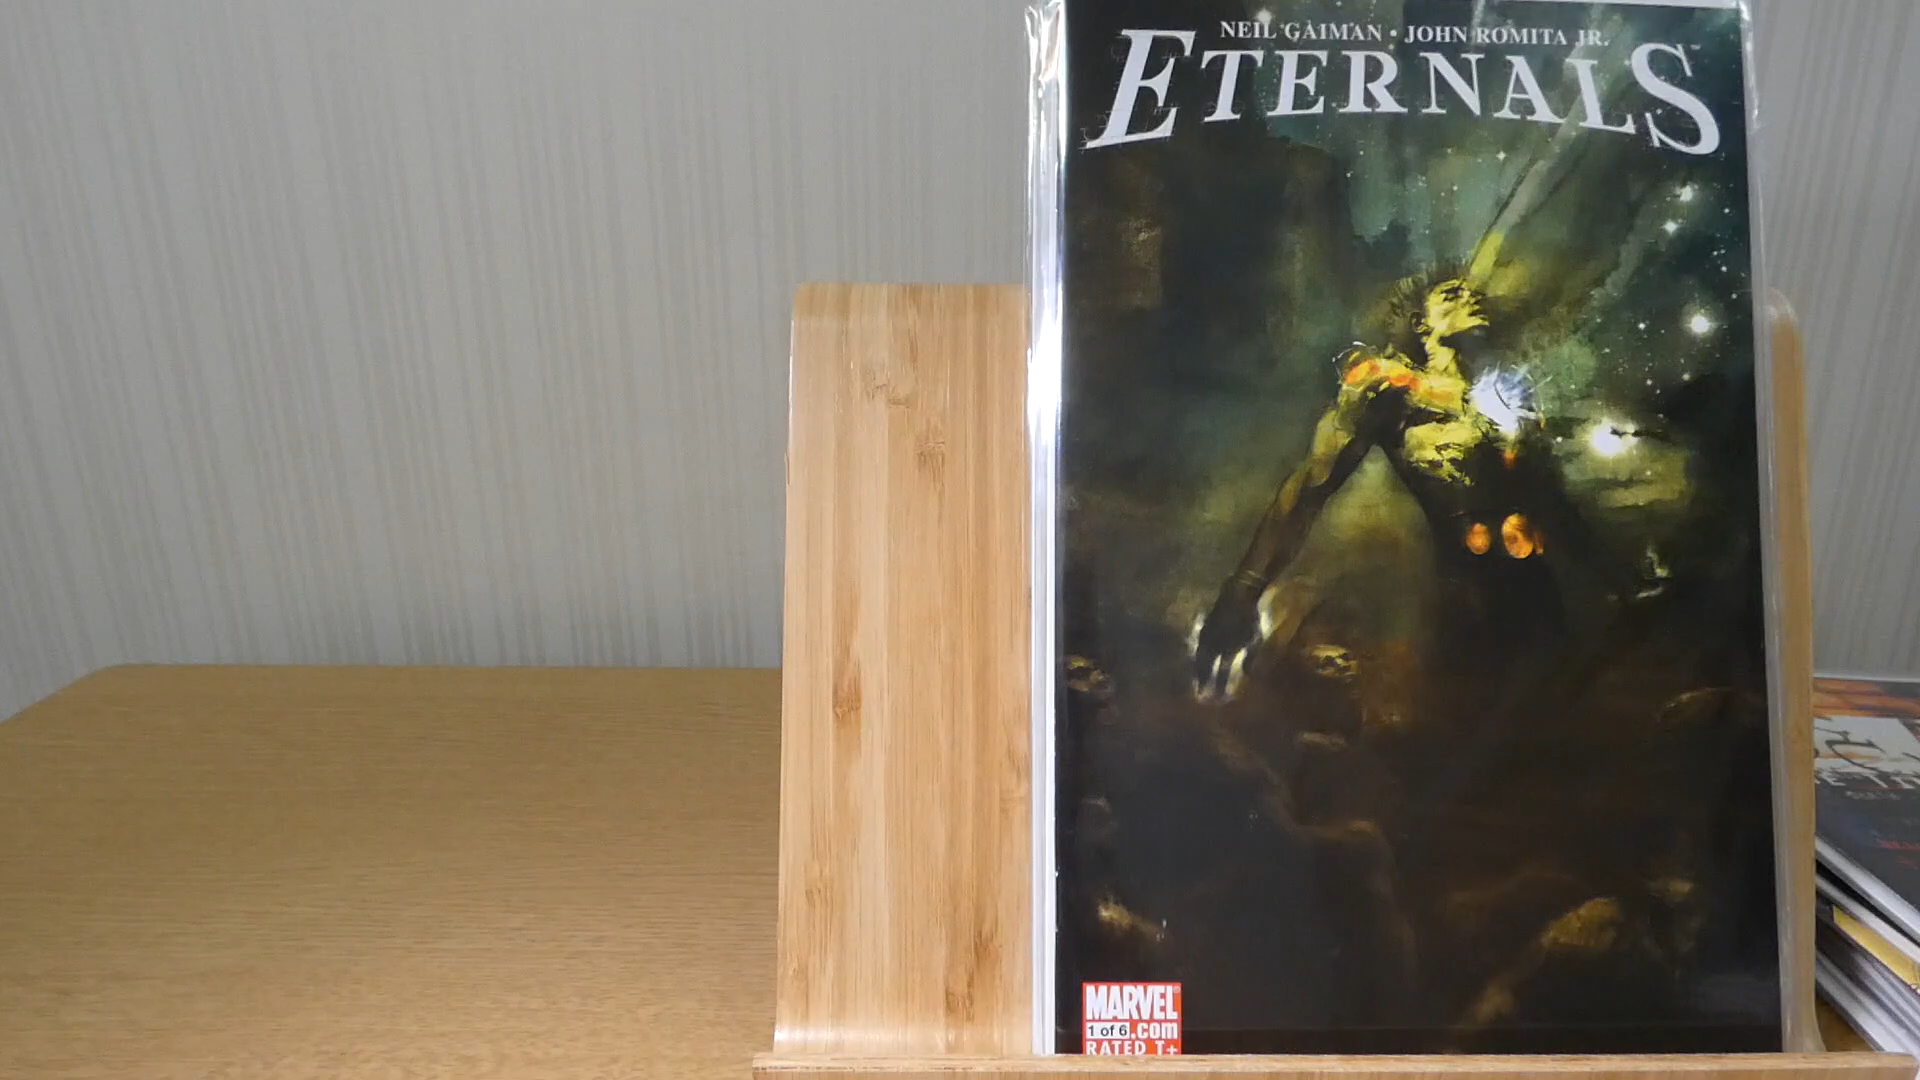 NEIL GAIMAN • JOHN ROMITA JR.
ETERNALS
MARVEL
1 of 6 .com
RATED T+